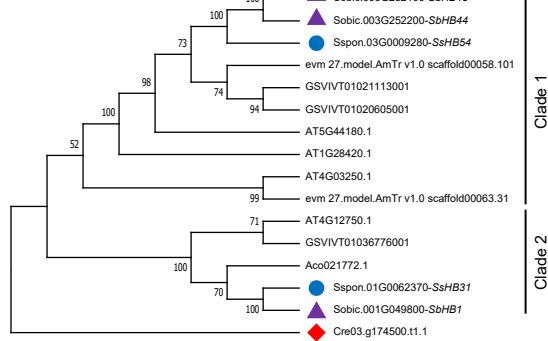 100
Sobic.003G252200-SbHB44
100
Sspon.03G0009280-SsHB54
73
evm 27.model.AmTr v1.0 scaffold00058.101
74
GSVIVT01021113001
98
94
GSVIVT01020605001
100
AT5G44180.1
AT1G28420.1
52
AT4G03250.1
99
evm 27.model.AmTr v1.0 scaffold00063.31
Clade 1
71
AT4G12750.1
GSVIVT01036776001
100
Aco021772.1
70
Sspon.01G0062370-SsHB31
100
Sobic.001G049800-SbHB1
Clade 2
Cre03.g174500.t1.1